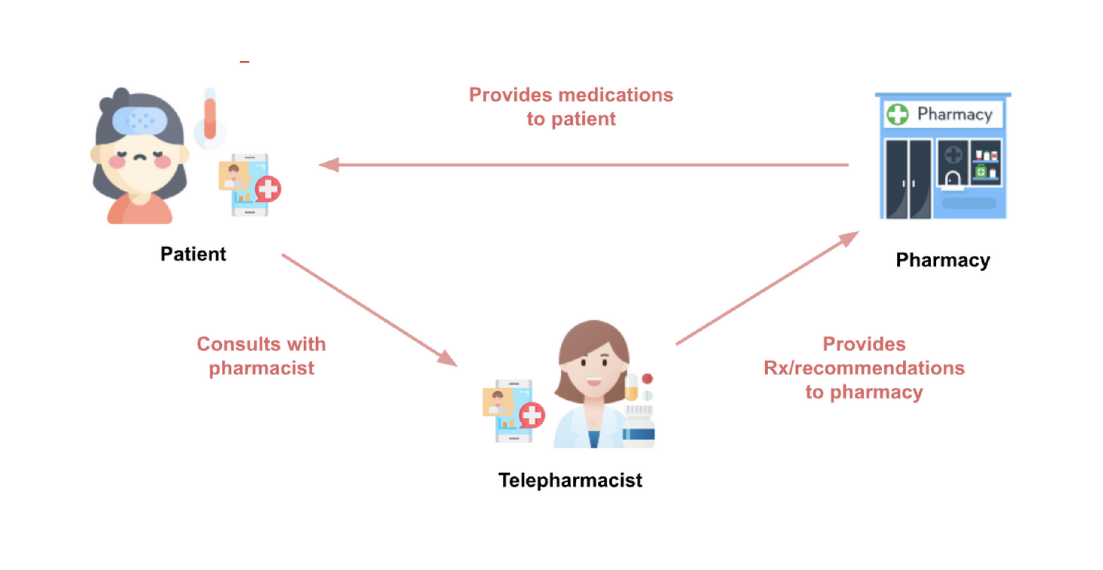 Provides medications
to patient
Pharmacy
Patient
Pharmacy
Consults with
pharmacist
Provides
Rx/recommendations
to pharmacy
Telepharmacist